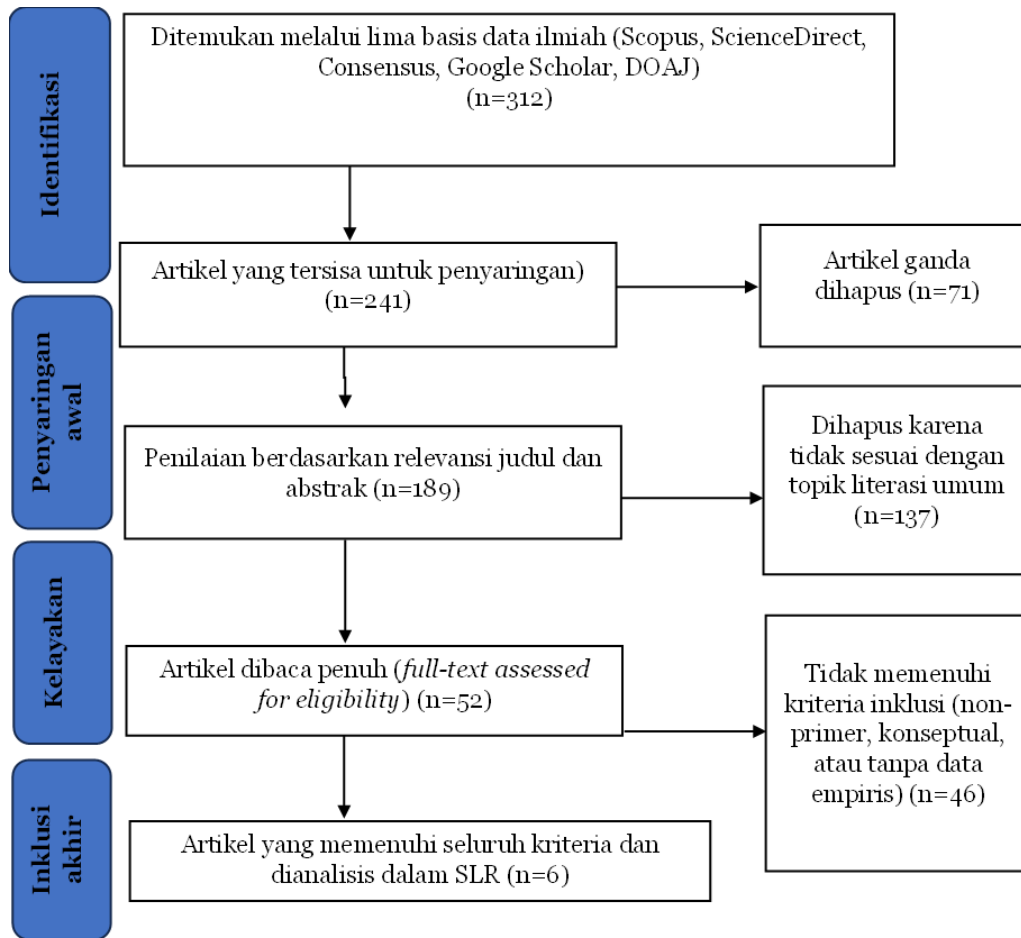 Identifikasi
Ditemukan melalui lima basis data ilmiah (Scopus, ScienceDirect,
Consensus, Google Scholar, DOAJ)
(n=312)
Artikel yang tersisa untuk penyaringan)
(n=241)
Artikel ganda
dihapus (n=71)
Penyaringan
awal
Penilaian berdasarkan relevansi judul dan
abstrak (n=189)
Dihapus karena
tidak sesuai dengan
topik literasi umum
(n=137)
Kelayakan
Artikel dibaca penuh (full-text assessed
for eligibility) (n=52)
Tidak memenuhi
kriteria inklusi (non-
primer, konseptual,
atau tanpa data
empiris) (n=46)
Inklusi
akhir
Artikel yang memenuhi seluruh kriteria dan
dianalisis dalam SLR (n=6)